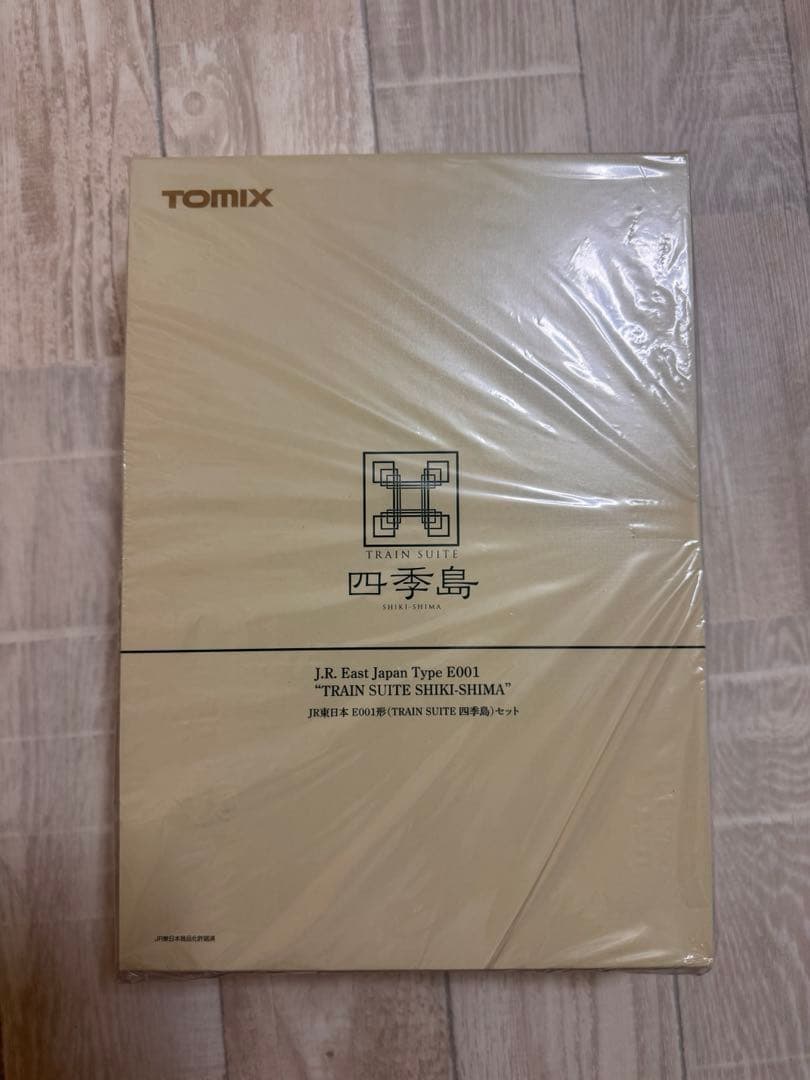 TOMIX
TRAIN SUITE
四季島
SHIKI-SHIMA
J.R. East Japan Type E001
“TRAIN SUITE SHIKI-SHIMA”
JR東日本 E001形（TRAIN SUITE 四季島）セット
JR東日本商品化許諾済